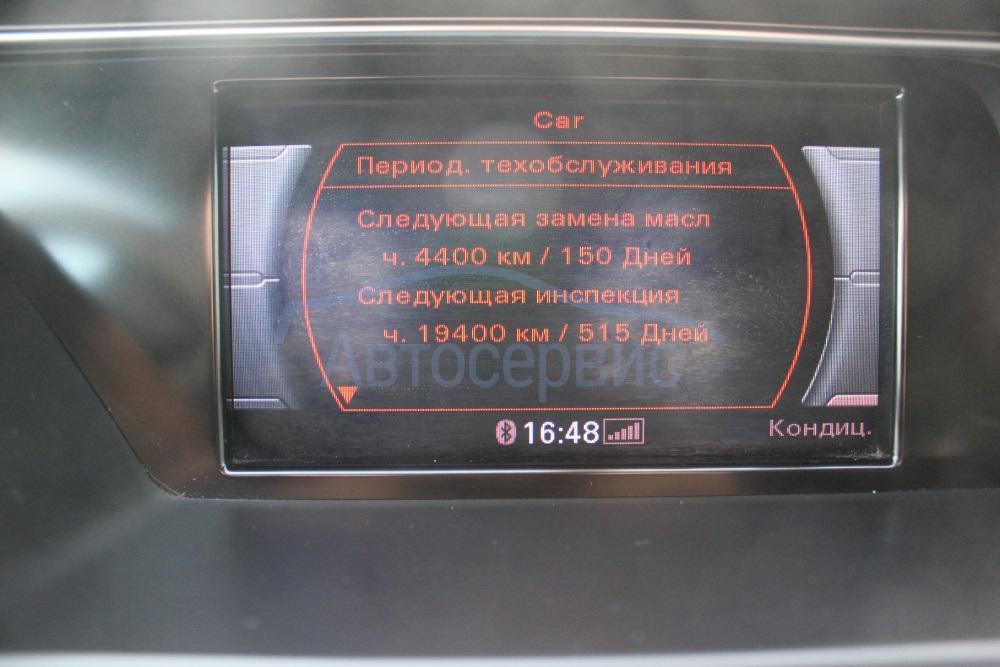 Car
Период. техобслуживания
Следующая замена масл
ч. 4400 км / 150 Дней
Следующая инспекция
ч. 19400 км / 515 Дней
Автосервис
16:48
Кондиц.